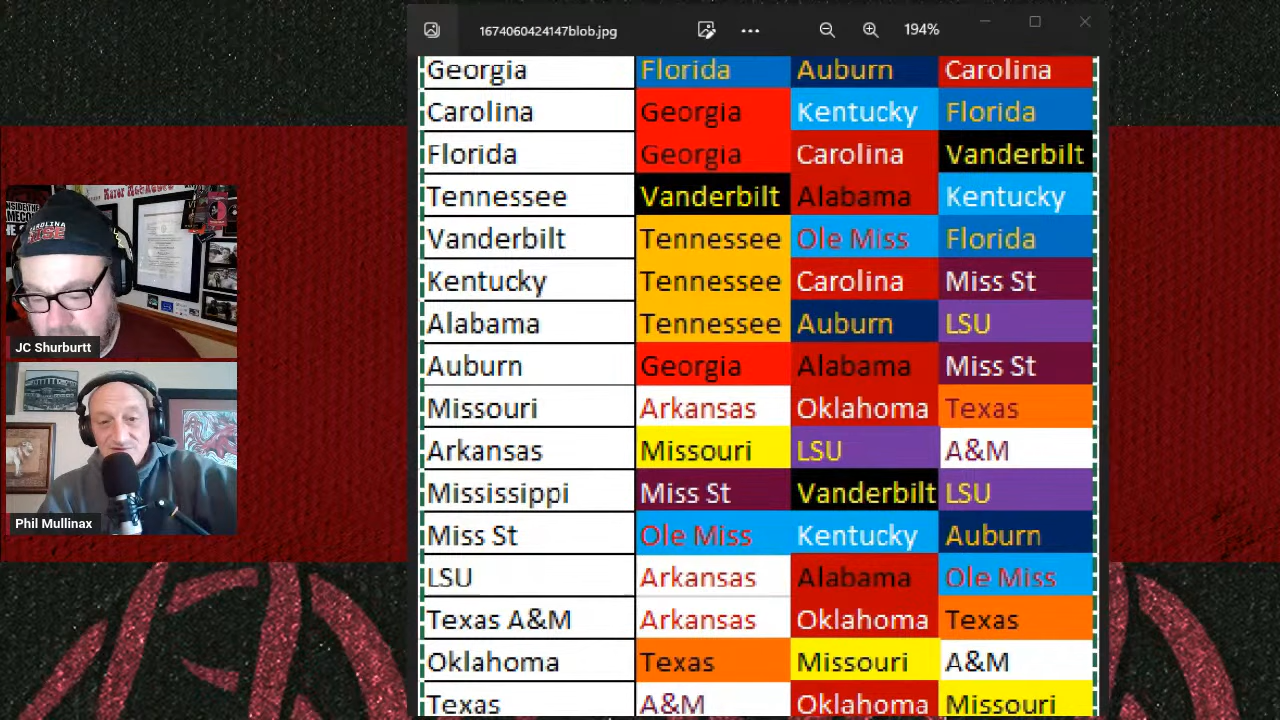 1674060424147blob.jpg ••• 194%
Georgia Florida Auburn Carolina
Carolina Georgia Kentucky Florida
Florida Georgia Carolina Vanderbilt
Tennessee Vanderbilt Alabama Kentucky
Vanderbilt Tennessee Ole Miss Florida
Kentucky Tennessee Carolina Miss St
Alabama Tennessee Auburn LSU
Auburn Georgia Alabama Miss St
Missouri Arkansas Oklahoma Texas
Arkansas Missouri LSU A&M
Mississippi Miss St Vanderbilt LSU
Miss St Ole Miss Kentucky Auburn
LSU Arkansas Alabama Ole Miss
Texas A&M Arkansas Oklahoma Texas
Oklahoma Texas Missouri A&M
Texas A&M Oklahoma Missouri
CAROLINA
RISE
JC Shurburtt
Phil Mullinax